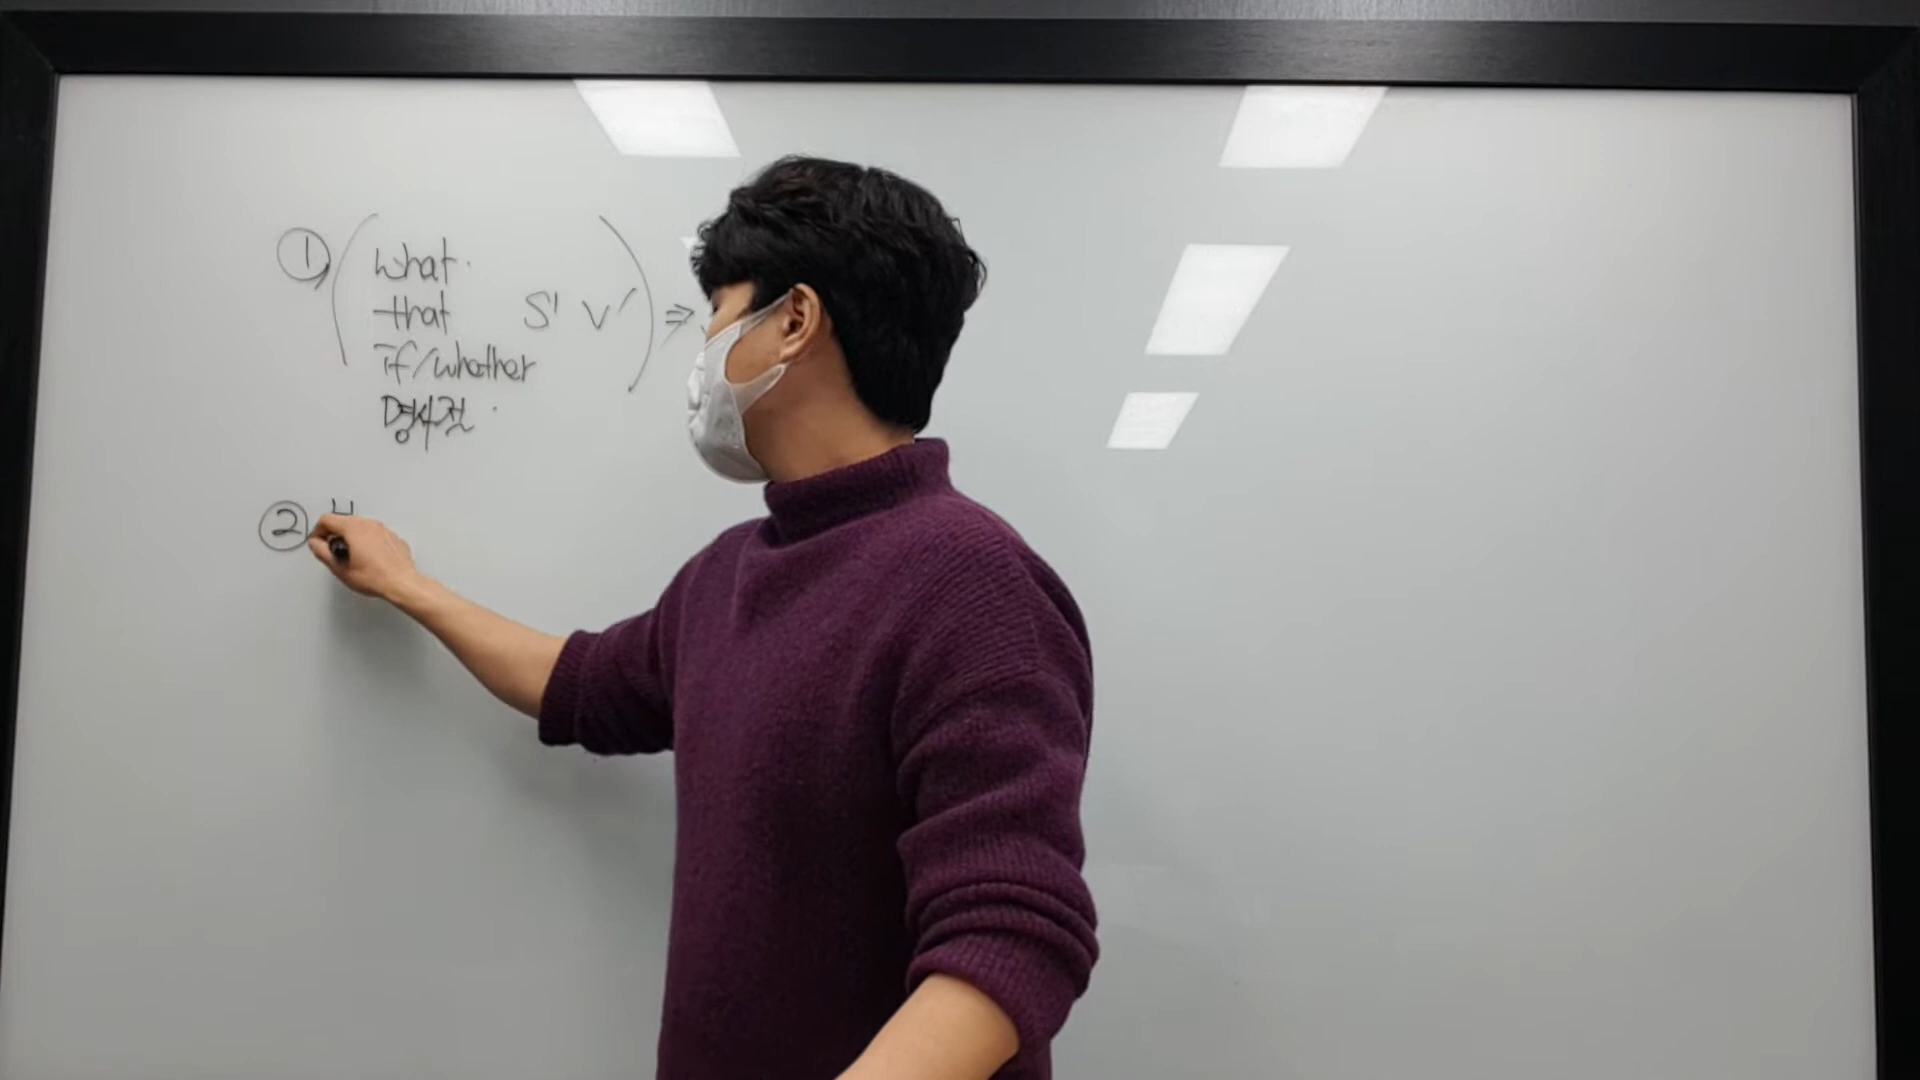 ① ( what.
that S' V' ) ⇒
if/whether
명사절.
②